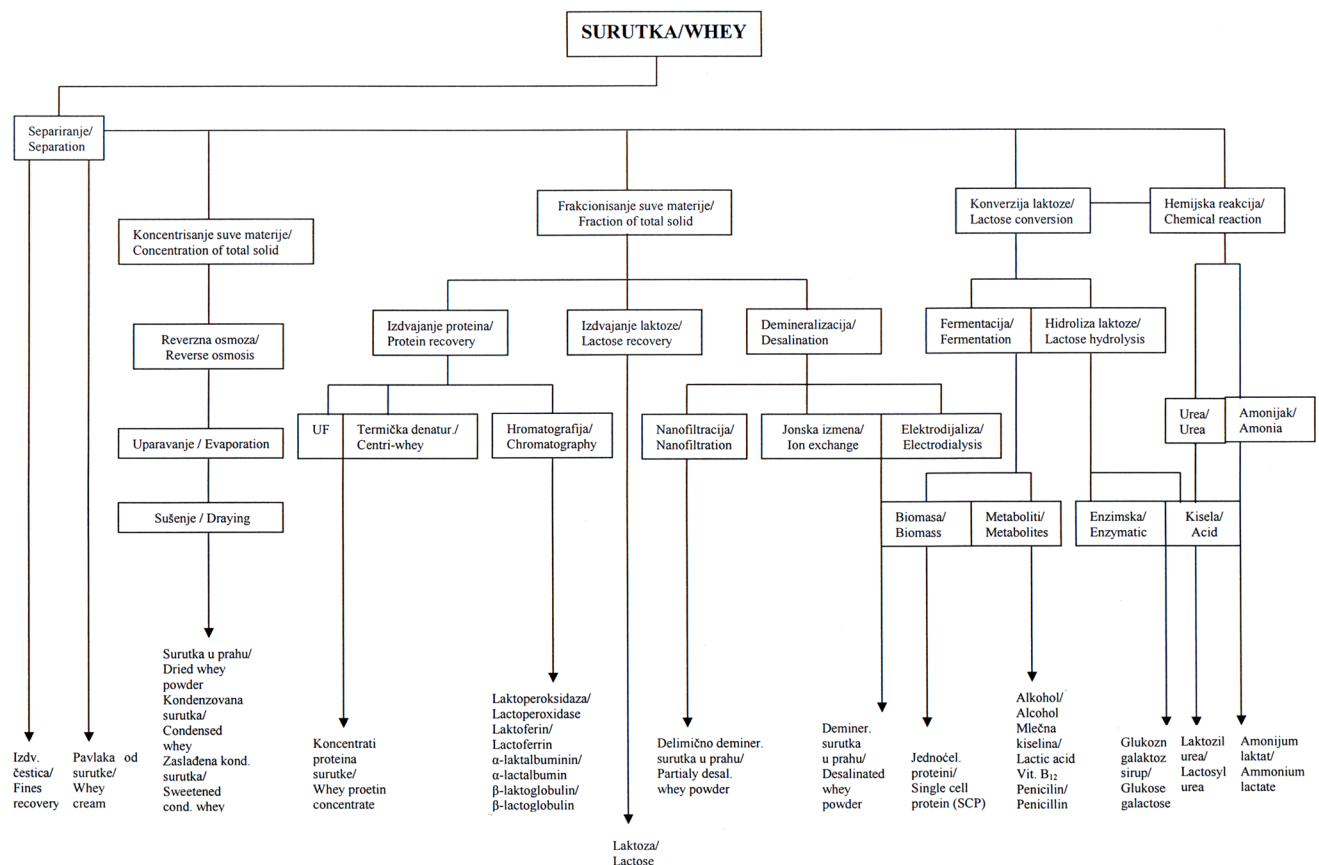 SURUTKA/WHEY
Separiranje/
Separation
Koncentrisanje suve materije/
Concentration of total solid
Frakcionisanje suve materije/
Fraction of total solid
Konverzija laktoze/
Lactose conversion
Hemijska reakcija/
Chemical reaction
Reverzna osmoza/
Reverse osmosis
Izdvajanje proteina/
Protein recovery
Izdvajanje laktoze/
Lactose recovery
Demineralizacija/
Desalination
Fermentacija/
Fermentation
Hidroliza laktoze/
Lactose hydrolysis
Uparavanje / Evaporation
UF
Termička denatur./
Centri-whey
Hromatografija/
Chromatography
Nanofiltracija/
Nanofiltration
Jonska izmena/
Ion exchange
Elektrodijaliza/
Electrodialysis
Urea/
Urea
Amonijak/
Amonia
Sušenje / Draying
Biomasa/
Biomass
Metaboliti/
Metabolites
Enzimska/
Enzymatic
Kisela/
Acid
Izdv.
čestica/
Fines
recovery
Pavlaka od
surutke/
Whey
cream
Surutka u prahu/
Dried whey
powder
Kondenzovana
surutka/
Condensed
whey
Zaslađena kond.
surutka/
Sweetened
cond. whey
Koncentrati
proteina
surutke/
Whey proetin
concentrate
Laktoperoksidaza/
Lactoperoxidase
Laktoferin/
Lactoferrin
α-laktalbuminin/
α-lactalbumin
β-laktoglobulin/
β-lactoglobulin
Laktoza/
Lactose
Delimično deminer.
surutka u prahu/
Partialy desal.
whey powder
Deminer.
surutka
u prahu/
Desalinated
whey
powder
Jednoćel.
proteini/
Single cell
protein (SCP)
Alkohol/
Alcohol
Mlečna
kiselina/
Lactic acid
Vit. B12
Penicilin/
Penicillin
Glukozn
galaktoz
sirup/
Glukose
galactose
Laktozil
urea/
Lactosyl
urea
Amonijum
laktat/
Ammonium
lactate